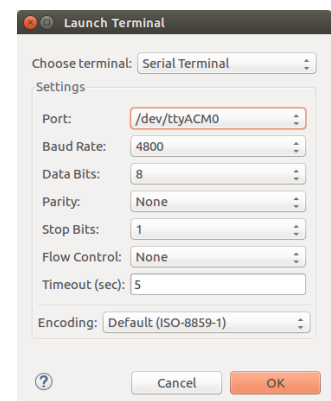 Launch Terminal
Choose terminal: Serial Terminal
Settings
Port: /dev/ttyACM0
Baud Rate: 4800
Data Bits: 8
Parity: None
Stop Bits: 1
Flow Control: None
Timeout (sec): 5
Encoding: Default (ISO-8859-1)
? Cancel OK